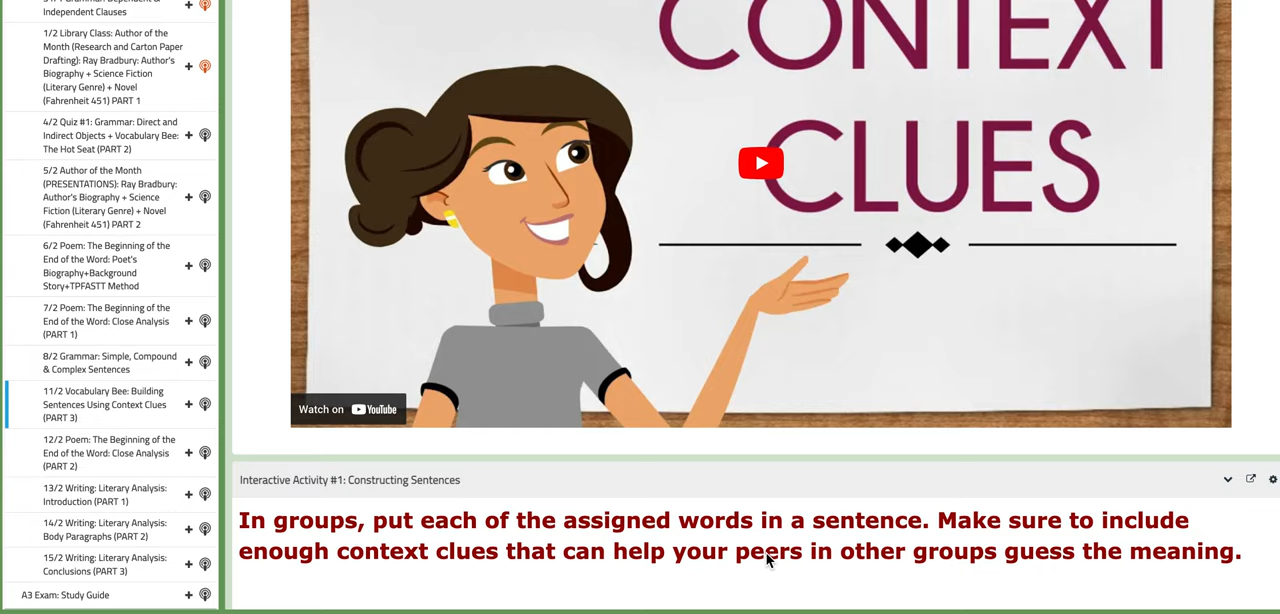 Independent Clauses
1/2 Library Class: Author of the
Month (Research and Carton Paper
Drafting): Ray Bradbury: Author's
Biography + Science Fiction
(Literary Genre) + Novel
(Fahrenheit 451) PART 1
4/2 Quiz #1: Grammar: Direct and
Indirect Objects + Vocabulary Bee:
The Hot Seat (PART 2)
5/2 Author of the Month
(PRESENTATIONS): Ray Bradbury:
Author's Biography + Science
Fiction (Literary Genre) + Novel
(Fahrenheit 451) PART 2
6/2 Poem: The Beginning of the
End of the Word: Poet's
Biography+Background
Story+TPFASTT Method
7/2 Poem: The Beginning of the
End of the Word: Close Analysis
(PART 1)
8/2 Grammar: Simple, Compound
& Complex Sentences
11/2 Vocabulary Bee: Building
Sentences Using Context Clues
(PART 3)
12/2 Poem: The Beginning of the
End of the Word: Close Analysis
(PART 2)
13/2 Writing: Literary Analysis:
Introduction (PART 1)
14/2 Writing: Literary Analysis:
Body Paragraphs (PART 2)
15/2 Writing: Literary Analysis:
Conclusions (PART 3)
A3 Exam: Study Guide
CONTEXT
CLUES
Watch on YouTube
Interactive Activity #1: Constructing Sentences
In groups, put each of the assigned words in a sentence. Make sure to include
enough context clues that can help your peers in other groups guess the meaning.